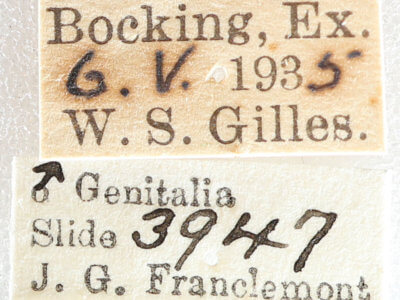 Bocking, Ex.
6. V. 1935
W. S. Gilles.
♂ Genitalia
Slide 3947
J. G. Franclemont